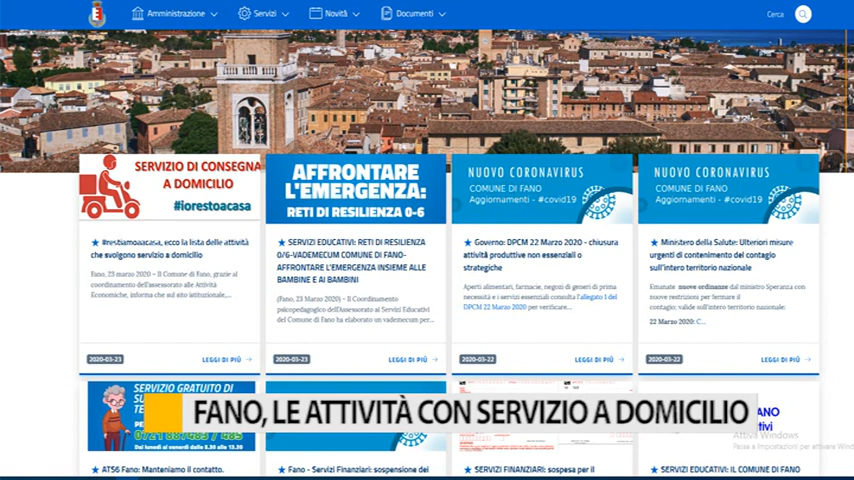 Amministrazione
Servizi
Novità
Documenti
Cerca
SERVIZIO DI CONSEGNA
A DOMICILIO
#iorestoacasa
★ #restiamoaacasa, ecco la lista delle attività
che svolgono servizio a domicilio
Fano, 23 marzo 2020 – Il Comune di Fano, grazie al
coordinamento dell'assessorato alle Attività
Economiche, informa che sul sito istituzionale,...
2020-03-23
LEGGI DI PIÙ →
AFFRONTARE
L'EMERGENZA:
RETI DI RESILIENZA 0-6
★ SERVIZI EDUCATIVI: RETI DI RESILIENZA
0/6-VADEMECUM COMUNE DI FANO-
AFFRONTARE L'EMERGENZA INSIEME ALLE
BAMBINE E AI BAMBINI
(Fano, 23 Marzo 2020) – Il Coordinamento
psicopedagogico dell'Assessorato ai Servizi Educativi
del Comune di Fano ha elaborato un vademecum per...
2020-03-23
LEGGI DI PIÙ →
NUOVO CORONAVIRUS
COMUNE DI FANO
Aggiornamenti - #covid19
★ Governo: DPCM 22 Marzo 2020 - chiusura
attività produttive non essenziali o
strategiche
Aperti alimentari, farmacie, negozi di generi di prima
necessità e i servizi essenziali consulta l'allegato 1 del
DPCM 22 Marzo 2020 per verificare...
2020-03-22
LEGGI DI PIÙ →
NUOVO CORONAVIRUS
COMUNE DI FANO
Aggiornamenti - #covid19
★ Ministero della Salute: Ulteriori misure
urgenti di contenimento del contagio
sull'intero territorio nazionale
Emanate nuove ordinanze dal ministro Speranza
con nuove restrizioni per fermare il
contagio; valide sull'intero territorio nazionale:
22 Marzo 2020: C...
2020-03-22
LEGGI DI PIÙ →
SERVIZIO GRATUITO DI
Dal lunedì al venerdì dalle 8.30 alle 13.30
FANO, LE ATTIVITÀ CON SERVIZIO A DOMICILIO
Attiva Windows
Passa a Impostazioni per attivare Wind
★ ATS6 Fano: Manteniamo il contatto.
★ Fano - Servizi Finanziari: sospensione dei
★ SERVIZI FINANZIARI: sospesa per il
★ SERVIZI EDUCATIVI: IL COMUNE DI FANO